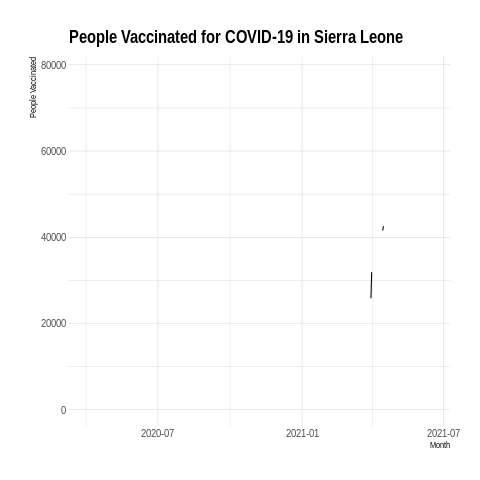 People Vaccinated for COVID-19 in Sierra Leone
People Vaccinated
80000
60000
40000
20000
0
2020-07 2021-01 2021-07
Month